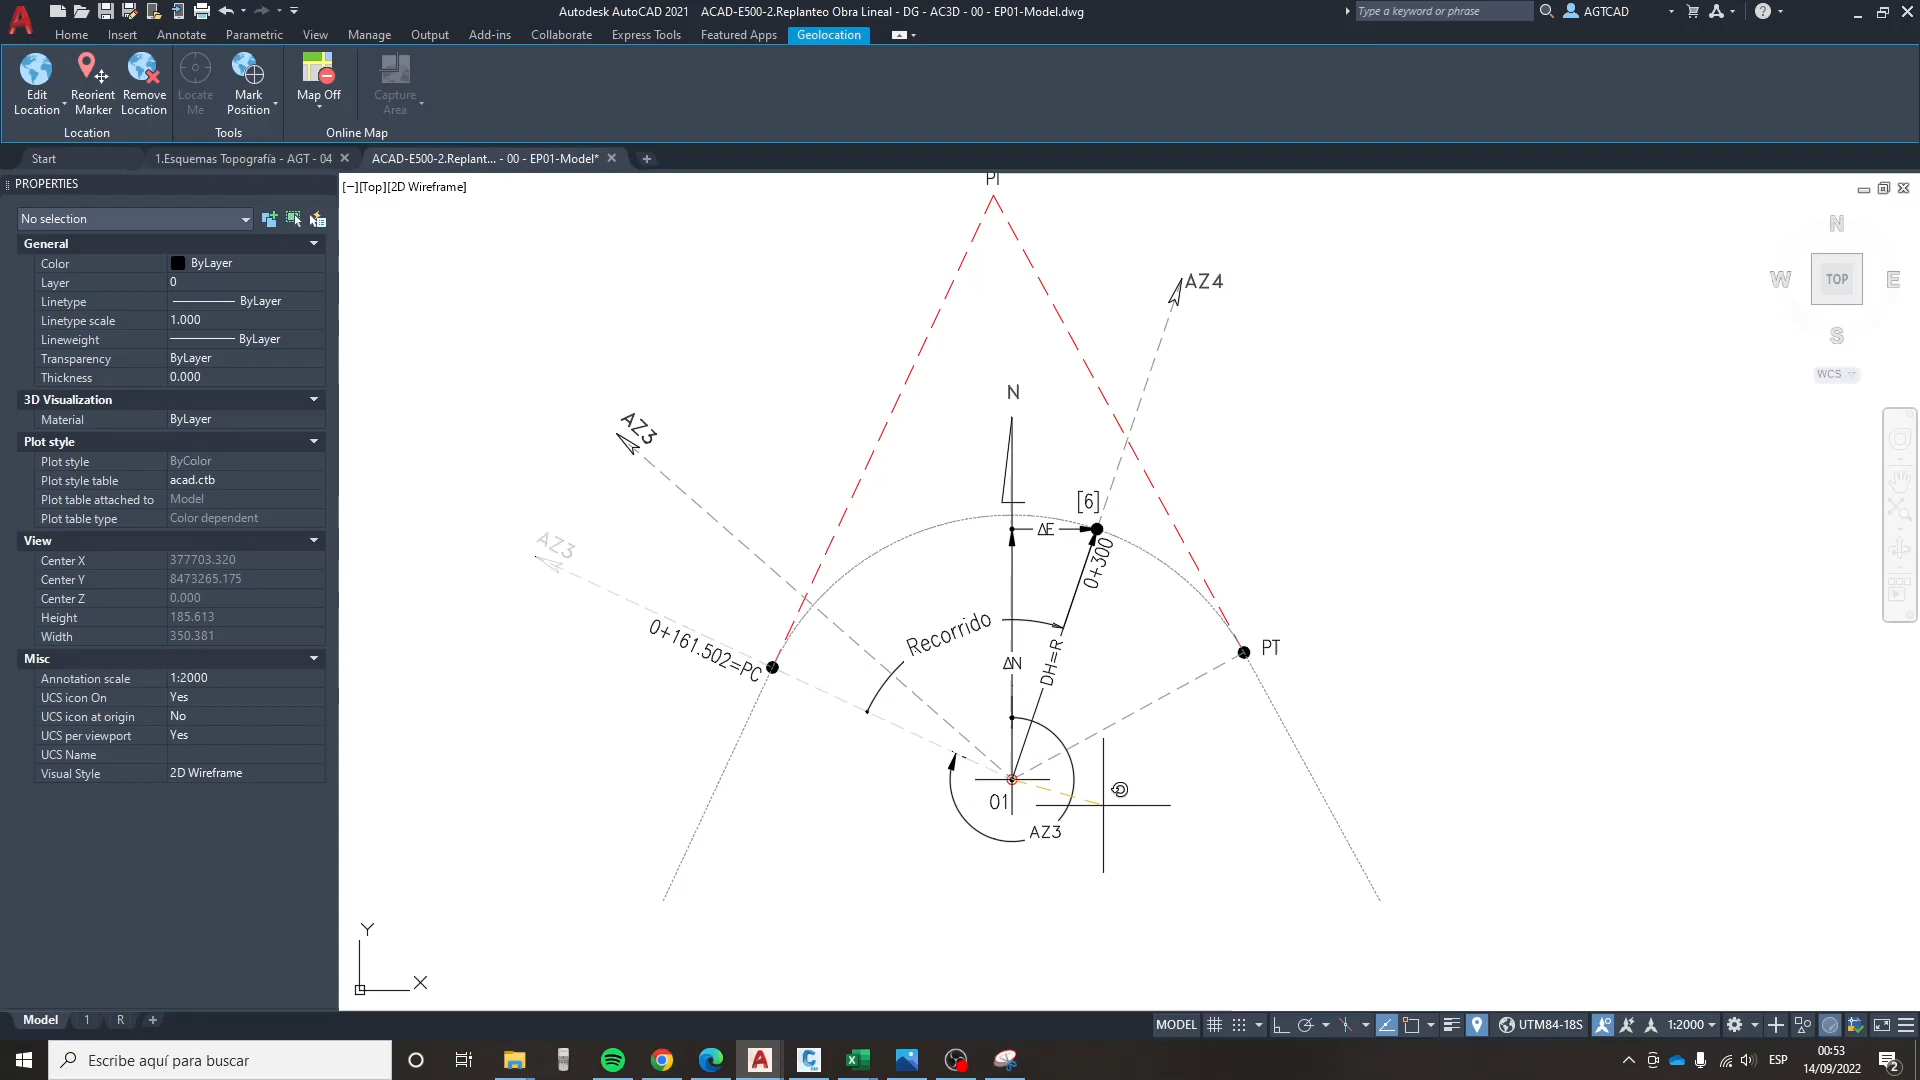 Autodesk AutoCAD 2021 ACAD-E500-2.Replanteo Obra Lineal - DG - AC3D - 00 - EP01-Model.dwg
Type a keyword or phrase
AGTCAD
Home Insert Annotate Parametric View Manage Output Add-ins Collaborate Express Tools Featured Apps Geolocation
Edit Location
Reorient Marker
Remove Location
Locate Me
Mark Position
Map Off
Capture Area
Location Tools Online Map
Start
1.Esquemas Topografía - AGT - 04
ACAD-E500-2.Replant... - 00 - EP01-Model*
PROPERTIES
No selection
General
Color ByLayer
Layer 0
Linetype ByLayer
Linetype scale 1.000
Lineweight ByLayer
Transparency ByLayer
Thickness 0.000
3D Visualization
Material ByLayer
Plot style
Plot style ByColor
Plot style table acad.ctb
Plot table attached to Model
Plot table type Color dependent
View
Center X 377703.320
Center Y 8473265.175
Center Z 0.000
Height 185.613
Width 350.381
Misc
Annotation scale 1:2000
UCS icon On Yes
UCS icon at origin No
UCS per viewport Yes
UCS Name
Visual Style 2D Wireframe
[−][Top][2D Wireframe]
PI
N
W TOP E
S
WCS
AZ4
N
AZ3
[6]
AZ3
ΔE
0+300
Recorrido
0+161.502=PC
ΔN
DH=R
PT
01
AZ3
Y
X
Model 1 R
MODEL
UTM84-18S
1:2000
Escribe aquí para buscar
ESP
00:53
14/09/2022
2